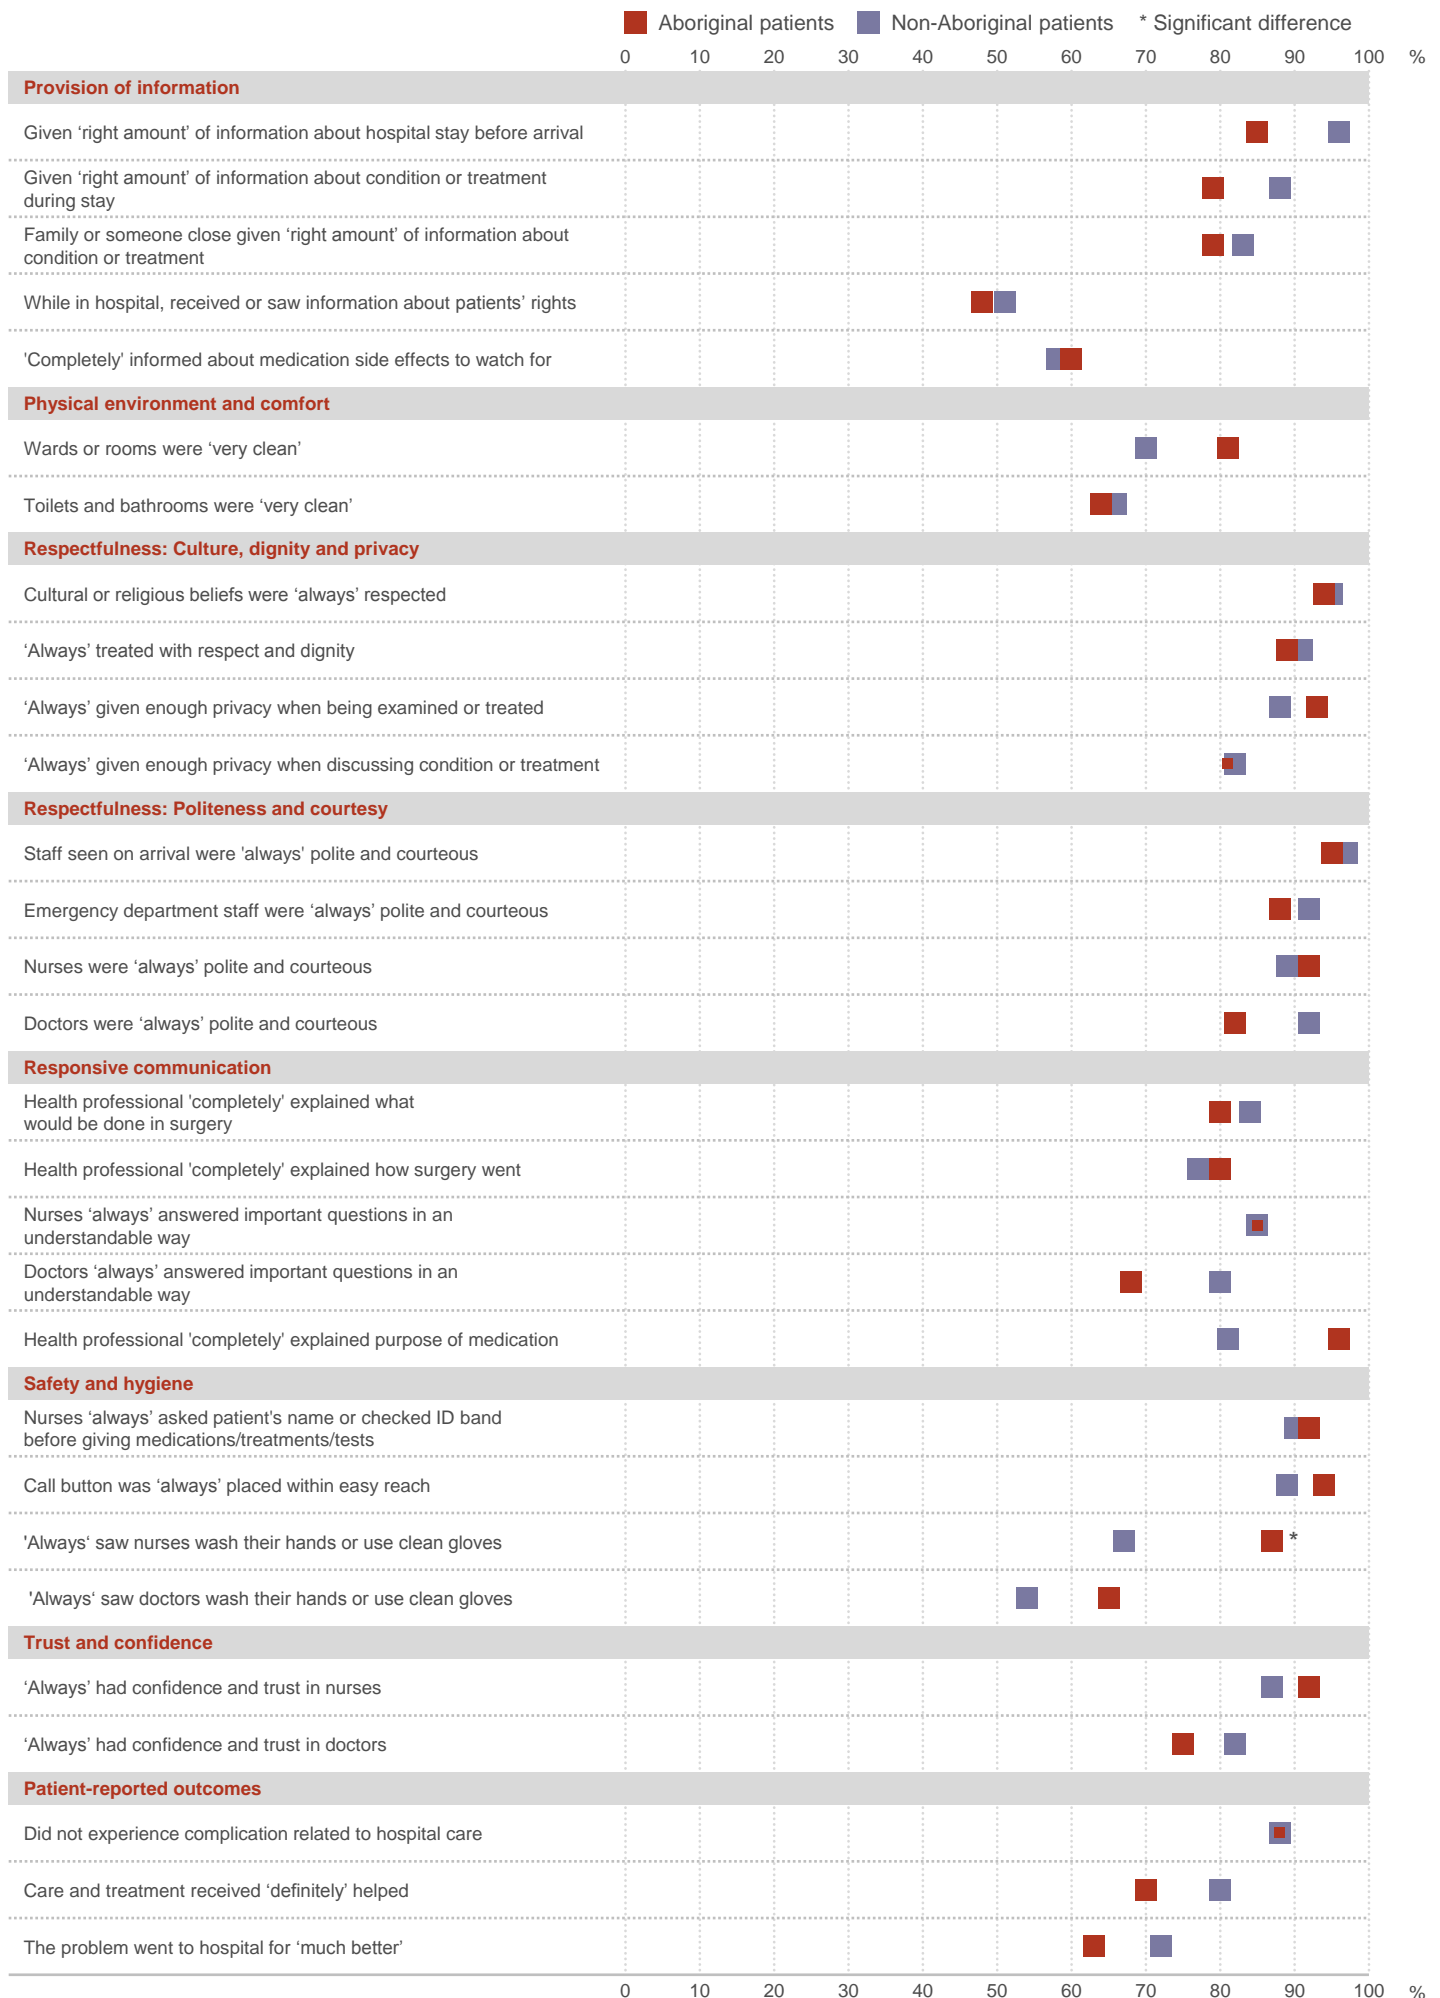 Aboriginal patients Non-Aboriginal patients * Significant difference
0 10 20 30 40 50 60 70 80 90 100 %
Provision of information
Given ‘right amount’ of information about hospital stay before arrival
Given ‘right amount’ of information about condition or treatment
during stay
Family or someone close given ‘right amount’ of information about
condition or treatment
While in hospital, received or saw information about patients’ rights
'Completely' informed about medication side effects to watch for
Physical environment and comfort
Wards or rooms were ‘very clean’
Toilets and bathrooms were ‘very clean’
Respectfulness: Culture, dignity and privacy
Cultural or religious beliefs were ‘always’ respected
‘Always’ treated with respect and dignity
‘Always’ given enough privacy when being examined or treated
‘Always’ given enough privacy when discussing condition or treatment
Respectfulness: Politeness and courtesy
Staff seen on arrival were 'always' polite and courteous
Emergency department staff were ‘always’ polite and courteous
Nurses were ‘always’ polite and courteous
Doctors were ‘always’ polite and courteous
Responsive communication
Health professional 'completely' explained what
would be done in surgery
Health professional 'completely' explained how surgery went
Nurses ‘always’ answered important questions in an
understandable way
Doctors ‘always’ answered important questions in an
understandable way
Health professional 'completely' explained purpose of medication
Safety and hygiene
Nurses ‘always’ asked patient's name or checked ID band
before giving medications/treatments/tests
Call button was ‘always’ placed within easy reach
'Always‘ saw nurses wash their hands or use clean gloves *
'Always‘ saw doctors wash their hands or use clean gloves
Trust and confidence
‘Always’ had confidence and trust in nurses
‘Always’ had confidence and trust in doctors
Patient-reported outcomes
Did not experience complication related to hospital care
Care and treatment received ‘definitely’ helped
The problem went to hospital for ‘much better’
0 10 20 30 40 50 60 70 80 90 100 %